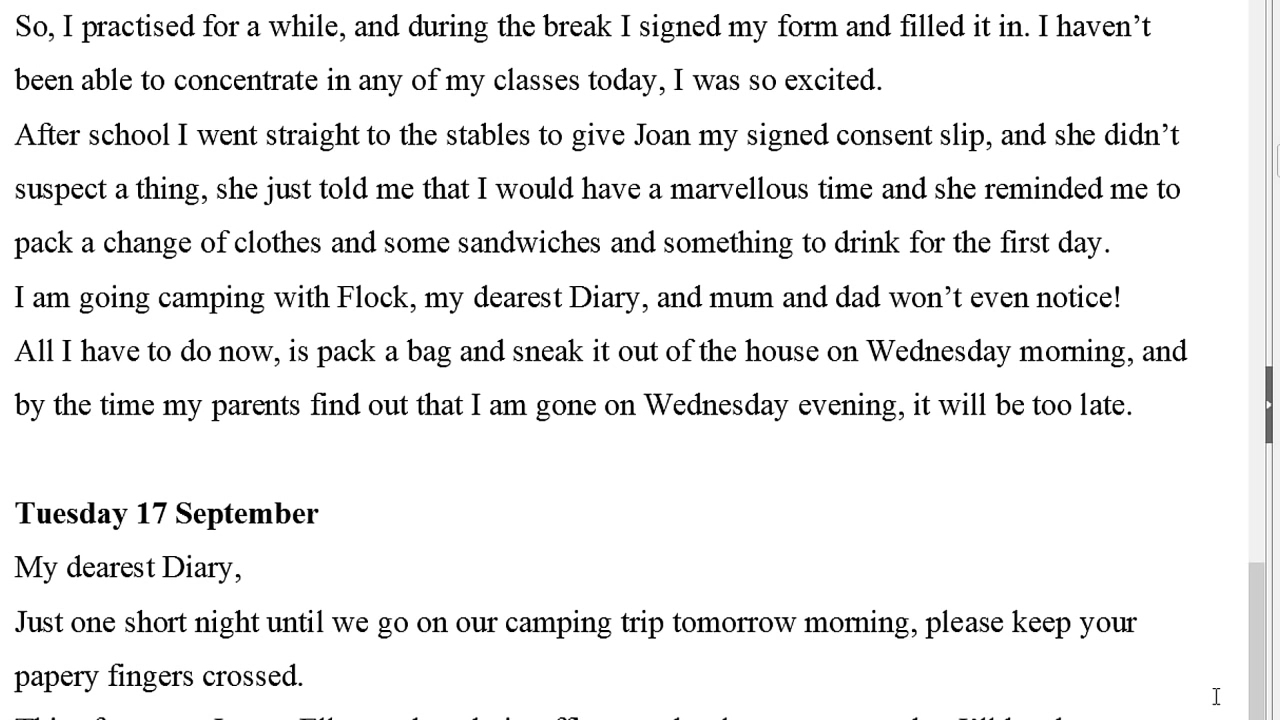 So, I practised for a while, and during the break I signed my form and filled it in. I haven’t
been able to concentrate in any of my classes today, I was so excited.
After school I went straight to the stables to give Joan my signed consent slip, and she didn’t
suspect a thing, she just told me that I would have a marvellous time and she reminded me to
pack a change of clothes and some sandwiches and something to drink for the first day.
I am going camping with Flock, my dearest Diary, and mum and dad won’t even notice!
All I have to do now, is pack a bag and sneak it out of the house on Wednesday morning, and
by the time my parents find out that I am gone on Wednesday evening, it will be too late.
Tuesday 17 September
My dearest Diary,
Just one short night until we go on our camping trip tomorrow morning, please keep your
papery fingers crossed.